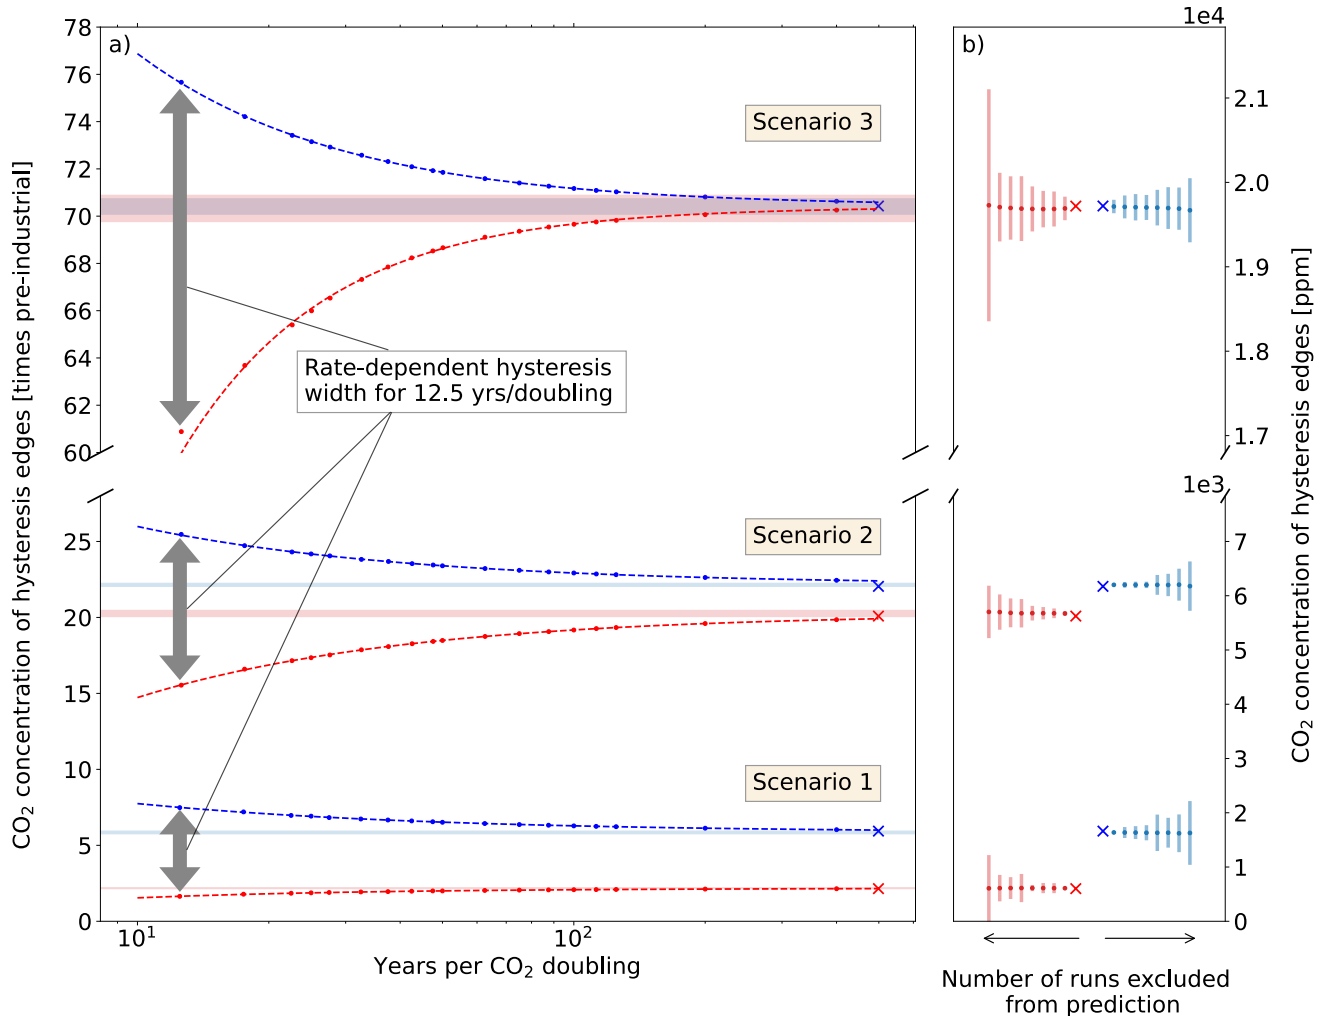 a)
78
76
74
72
70
68
66
64
62
60
25
20
15
10
5
0
CO₂ concentration of hysteresis edges [times pre-industrial]
Scenario 3
Rate-dependent hysteresis
width for 12.5 yrs/doubling
Scenario 2
Scenario 1
10¹
10²
Years per CO₂ doubling
b)
1e4
2.1
2.0
1.9
1.8
1.7
1e3
7
6
5
4
3
2
1
0
CO₂ concentration of hysteresis edges [ppm]
Number of runs excluded
from prediction